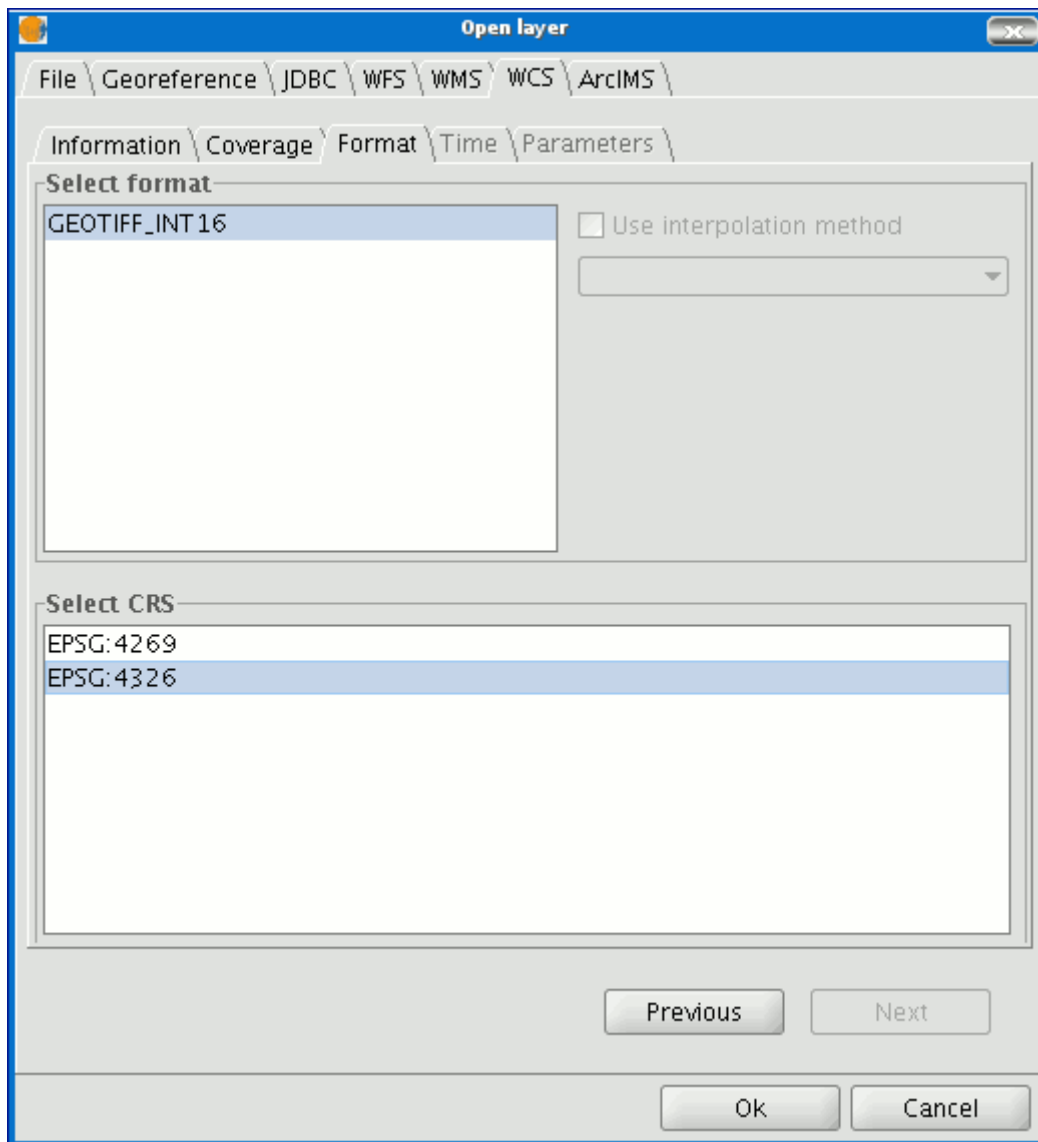 Open layer
File Georeference JDBC WFS WMS WCS ArcIMS
Information Coverage Format Time Parameters
Select format
GEOTIFF_INT16
Use interpolation method
Select CRS
EPSG:4269
EPSG:4326
Previous Next
Ok Cancel